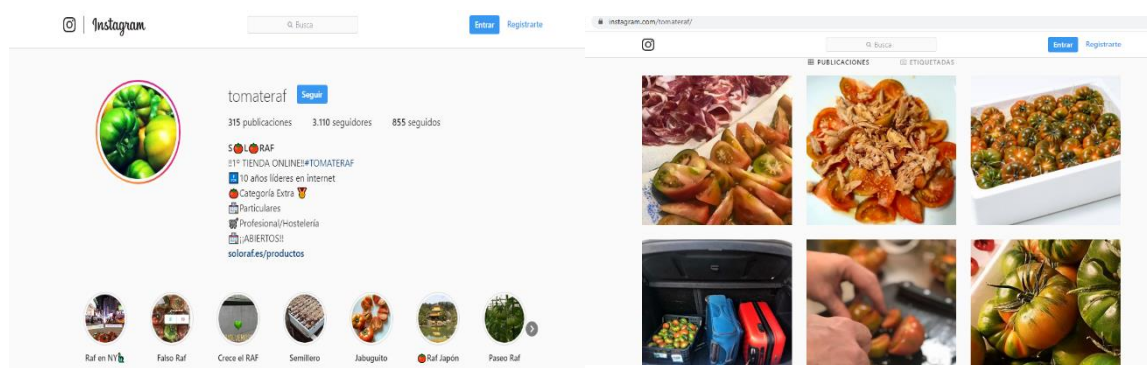 Instagram
Busca
Entrar
Registrarte
tomateraf
Seguir
315 publicaciones 3.110 seguidores 855 seguidos
S🍅L🍅RAF
‼1ª TIENDA ONLINE‼#TOMATERAF
10 años líderes en internet
🍅Categoría Extra
Particulares
Profesional/Hostelería
¡¡ABIERTOS!!
soloraf.es/productos
Raf en NY🗽
Falso Raf
Crece el RAF
Semillero
Jabuguito
🍅Raf Japón
Paseo Raf
instagram.com/tomateraf/
Busca
Entrar
Registrarte
PUBLICACIONES
ETIQUETADAS